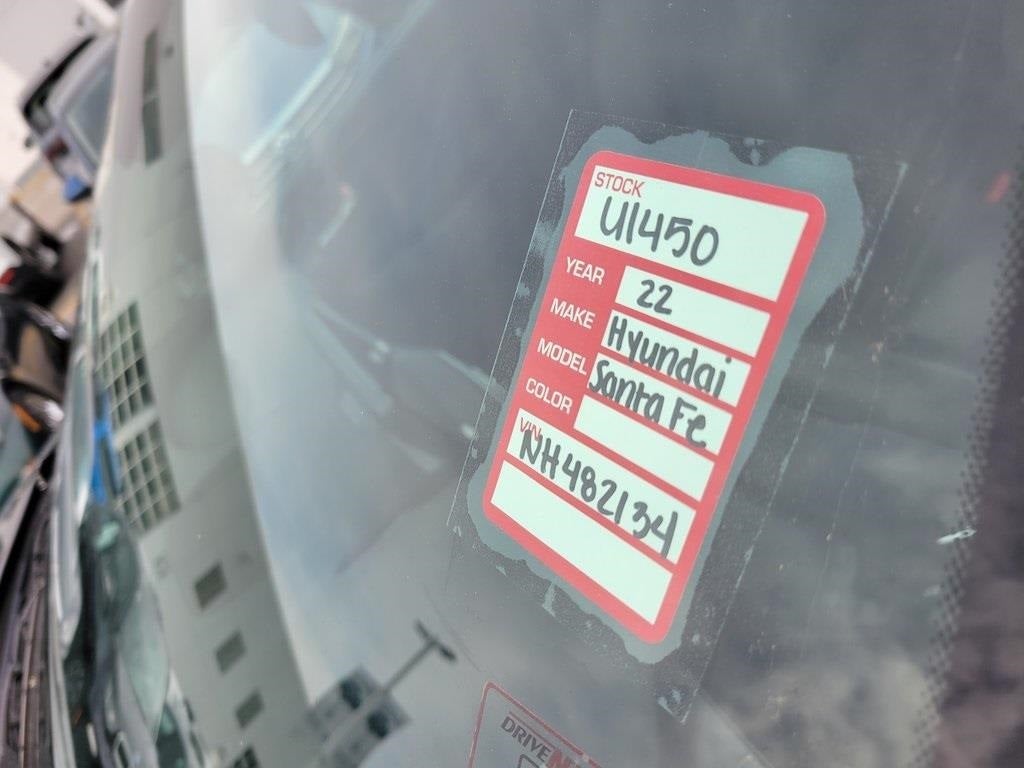 STOCK
U1450
YEAR 22
MAKE Hyundai
MODEL Santa Fe
COLOR
VIN
NH482134
DRIVE